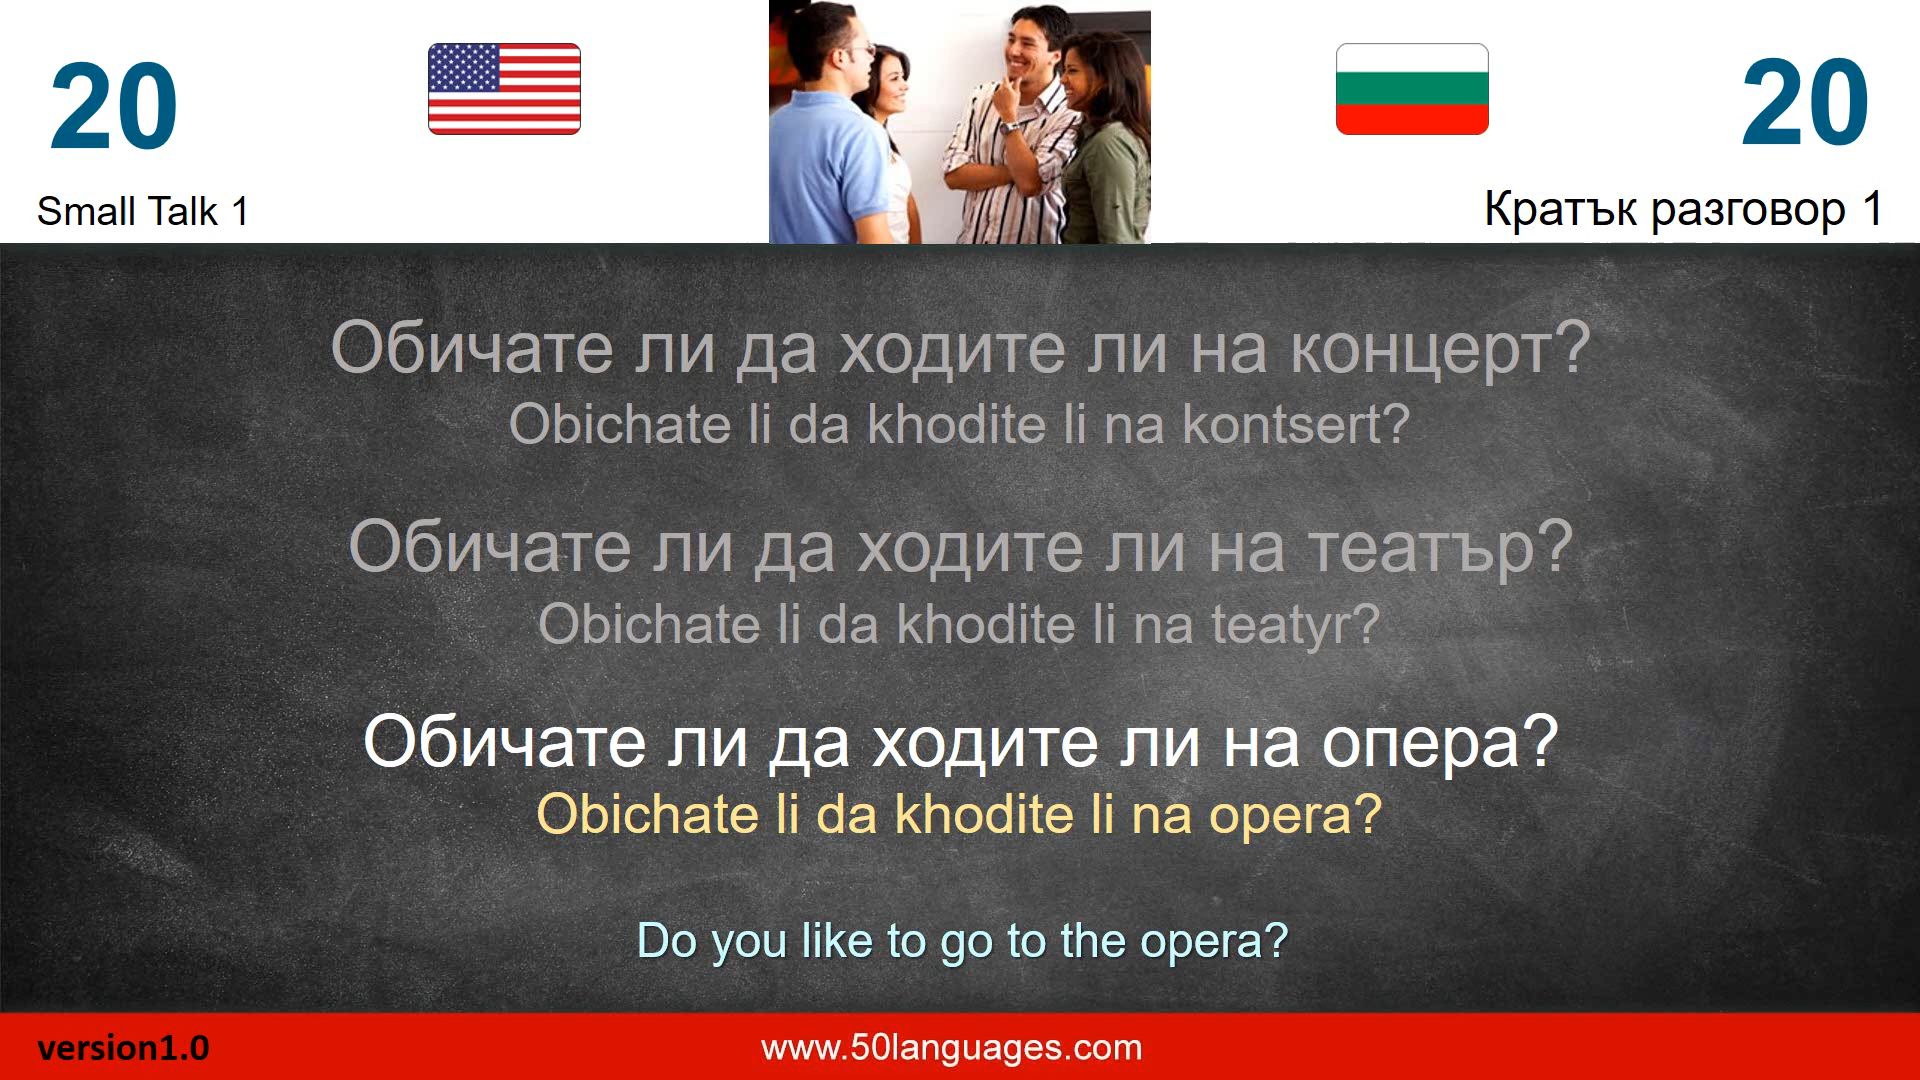 20
20
Small Talk 1
Кратък разговор 1
Обичате ли да ходите ли на концерт?
Obichate li da khodite li na kontsert?
Обичате ли да ходите ли на театър?
Obichate li da khodite li na teatyr?
Обичате ли да ходите ли на опера?
Obichate li da khodite li na opera?
Do you like to go to the opera?
version1.0
www.50languages.com